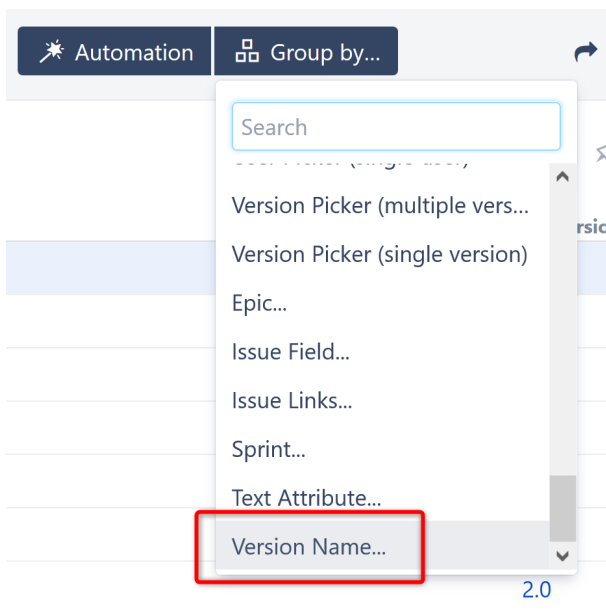 Automation
Group by...
Search
Version Picker (multiple vers...
Version Picker (single version)
Epic...
Issue Field...
Issue Links...
Sprint...
Text Attribute...
Version Name...
2.0